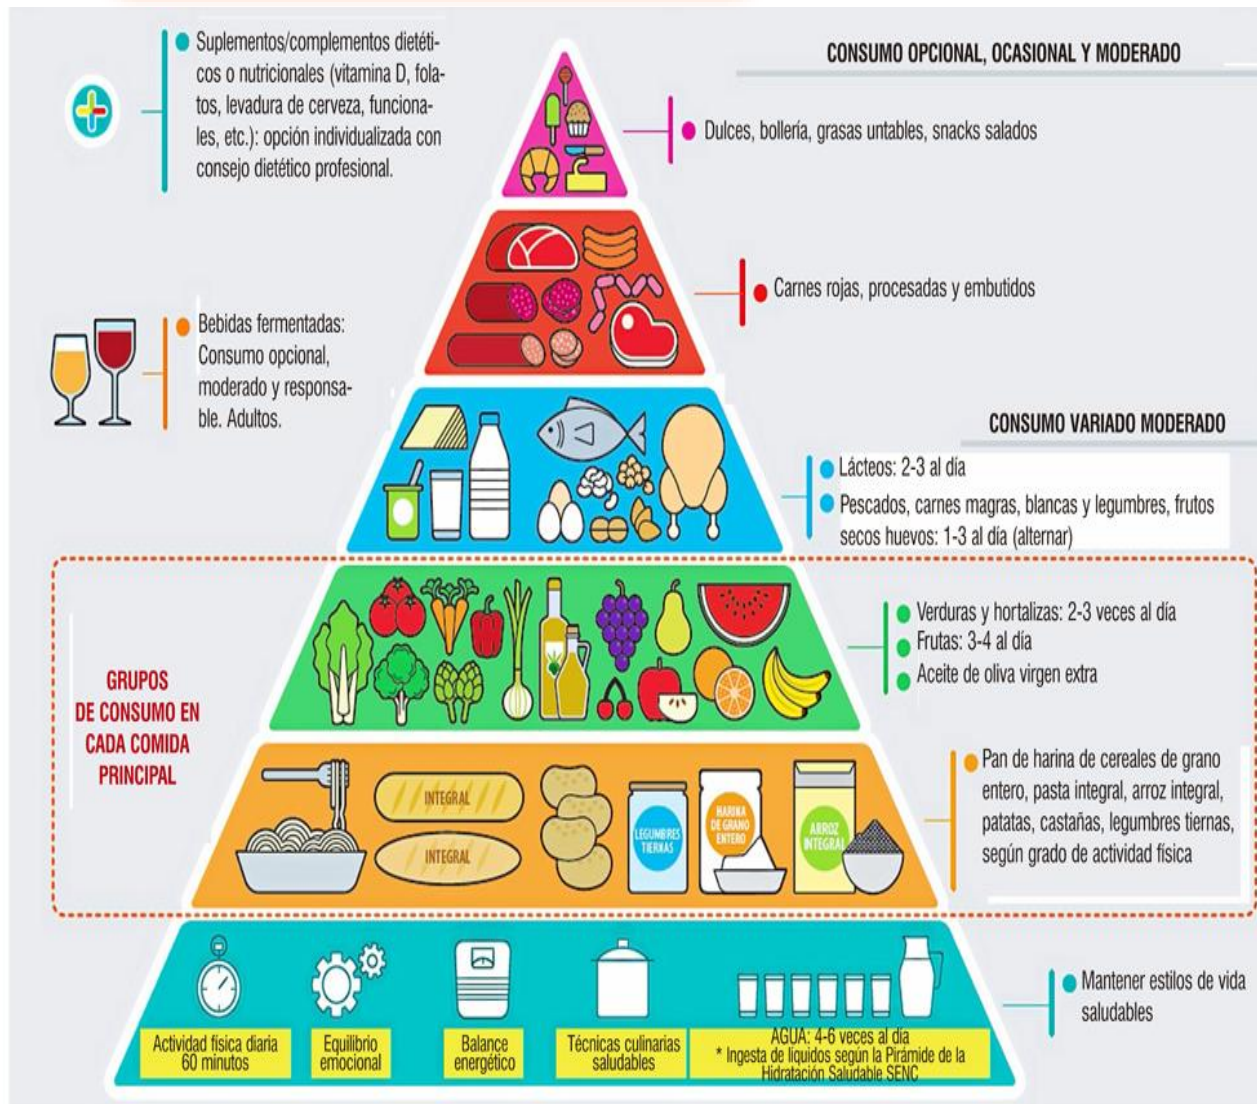 Suplementos/complementos dietéti-
cos o nutricionales (vitamina D, fola-
tos, levadura de cerveza, funciona-
les, etc.): opción individualizada con
consejo dietético profesional.
CONSUMO OPCIONAL, OCASIONAL Y MODERADO
Dulces, bollería, grasas untables, snacks salados
Carnes rojas, procesadas y embutidos
Bebidas fermentadas:
Consumo opcional,
moderado y responsa-
ble. Adultos.
CONSUMO VARIADO MODERADO
Lácteos: 2-3 al día
Pescados, carnes magras, blancas y legumbres, frutos
secos huevos: 1-3 al día (alternar)
Verduras y hortalizas: 2-3 veces al día
Frutas: 3-4 al día
Aceite de oliva virgen extra
GRUPOS
DE CONSUMO EN
CADA COMIDA
PRINCIPAL
INTEGRAL
INTEGRAL
LEGUMBRES
TIERNAS
HARINA
DE GRANO
ENTERO
ARROZ
INTEGRAL
Pan de harina de cereales de grano
entero, pasta integral, arroz integral,
patatas, castañas, legumbres tiernas,
según grado de actividad física
Actividad física diaria
60 minutos
Equilibrio
emocional
Balance
energético
Técnicas culinarias
saludables
AGUA: 4-6 veces al día
* Ingesta de líquidos según la Pirámide de la
Hidratación Saludable SENC
Mantener estilos de vida
saludables